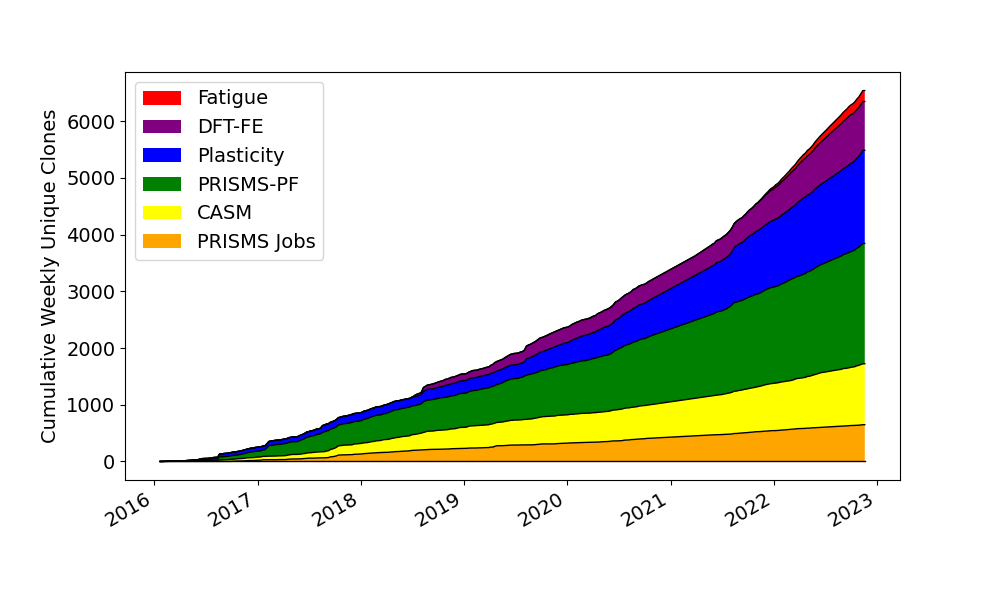 Fatigue
DFT-FE
Plasticity
PRISMS-PF
CASM
PRISMS Jobs
Cumulative Weekly Unique Clones
6000
5000
4000
3000
2000
1000
0
2016
2017
2018
2019
2020
2021
2022
2023